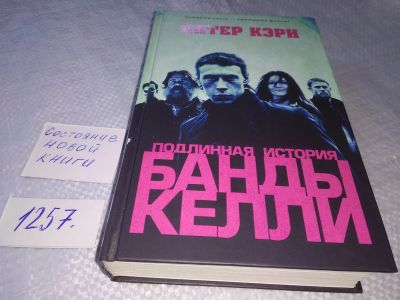 ПИТЕР КЭРИ
ПОДЛИННАЯ ИСТОРИЯ
БАНДЫ
КЕЛЛИ
Состояние
новой
книги
1257.